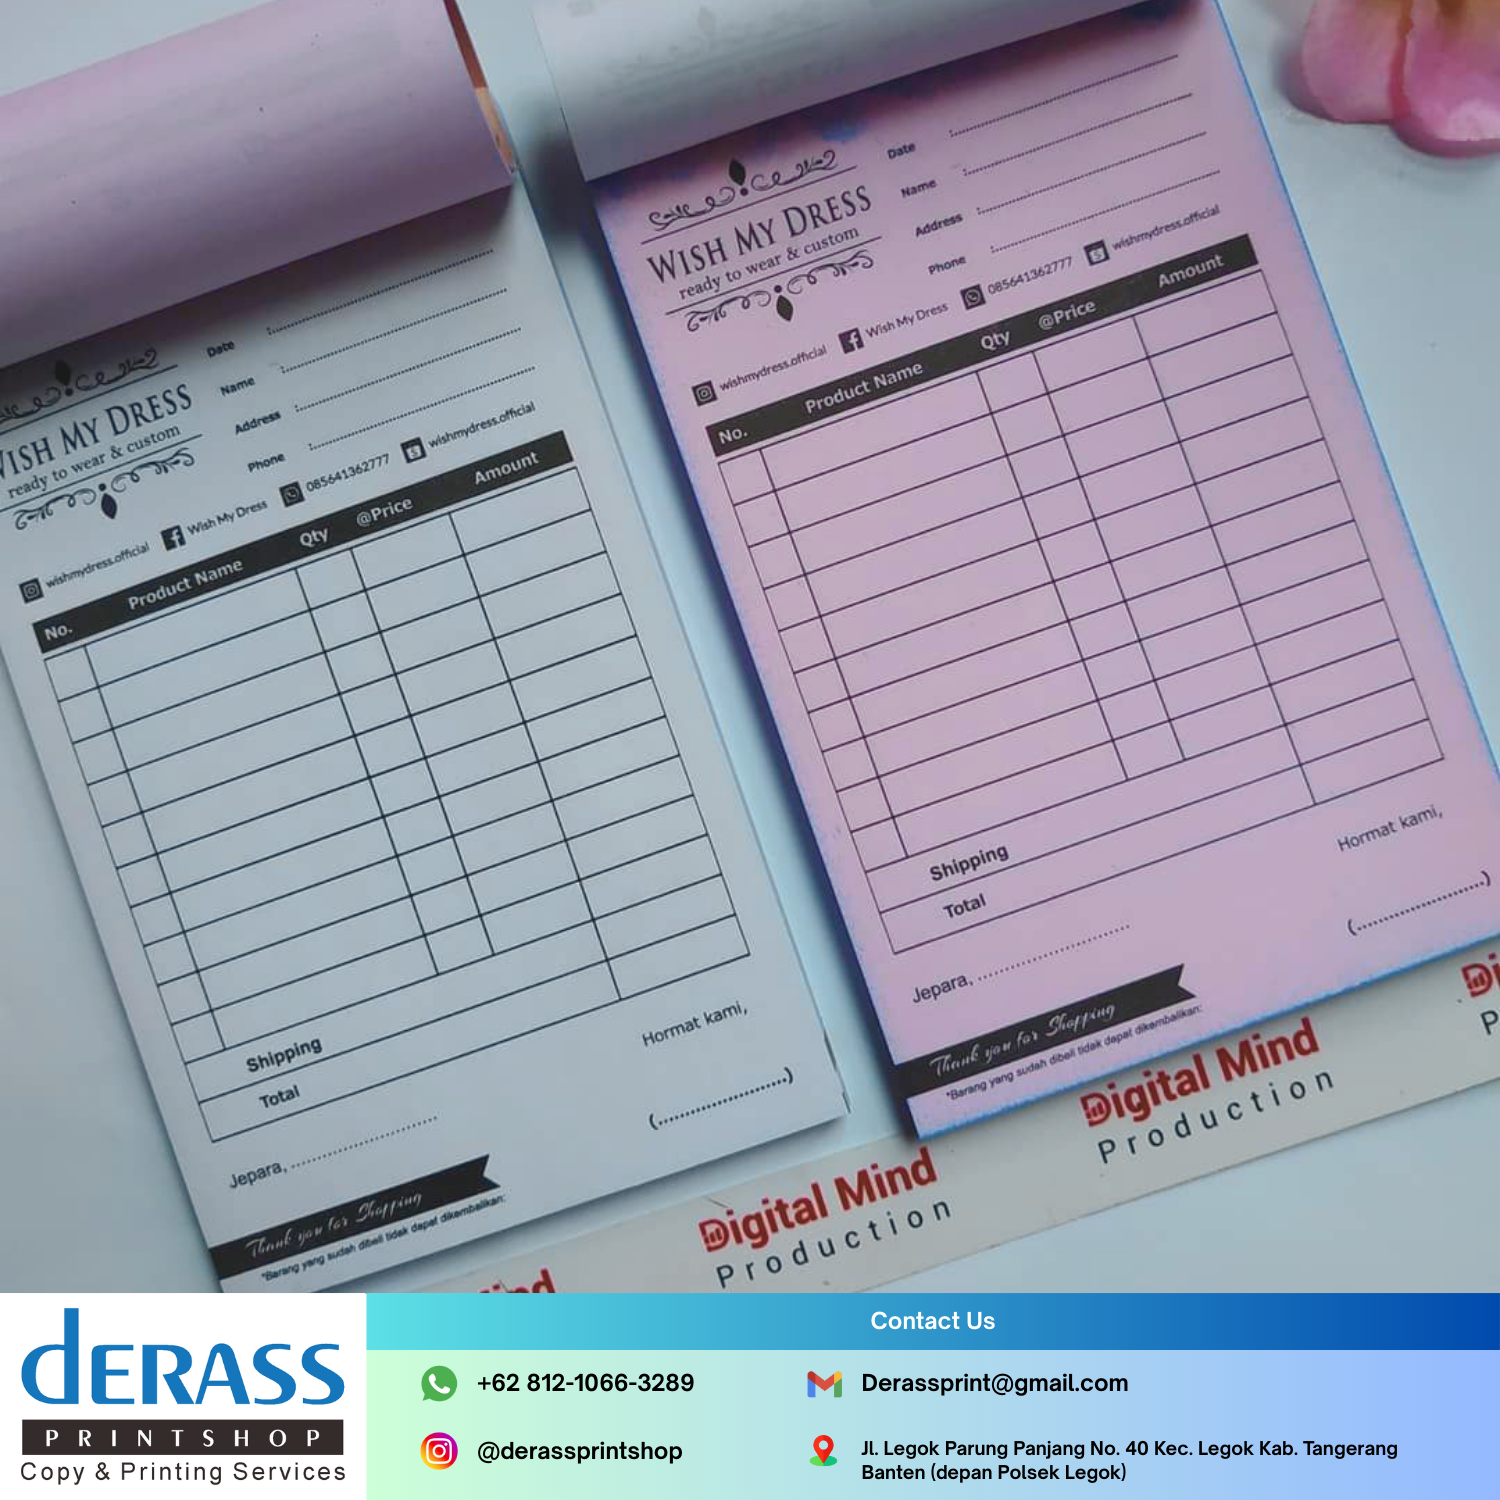 WISH MY DRESS
ready to wear & custom
Date :
Name :
Address :
Phone :
wishmydress.official Wish My Dress 085641362777 wishmydress.official
No. Product Name Qty @Price Amount
Shipping
Total
Jepara,
Hormat kami,
(....................)
Thank you for Shopping
*Barang yang sudah dibeli tidak dapat dikembalikan:
WISH MY DRESS
ready to wear & custom
Date :
Name :
Address :
Phone :
wishmydress.official Wish My Dress 085641362777 wishmydress.official
No. Product Name Qty @Price Amount
Shipping
Total
Jepara,
Hormat kami,
(....................)
Thank you for Shopping
*Barang yang sudah dibeli tidak dapat dikembalikan:
Digital Mind
Production
Digital Mind
Production
dERASS
PRINTSHOP
Copy & Printing Services
Contact Us
+62 812-1066-3289
Derassprint@gmail.com
@derassprintshop
Jl. Legok Parung Panjang No. 40 Kec. Legok Kab. Tangerang
Banten (depan Polsek Legok)